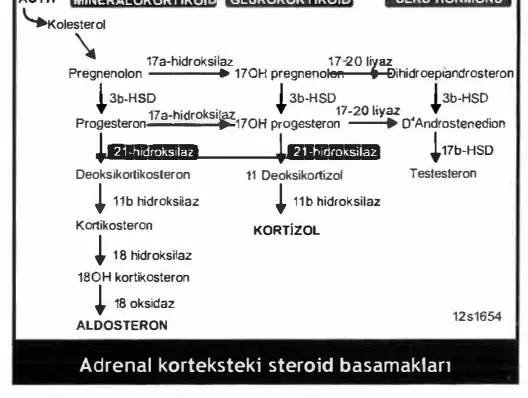 ACTH MİNERALOKORTİKOİD GLUKOKORTİKOİD SEKS HORMONU
Kolesterol
17a-hidroksilaz 17-20 liyaz
Pregnenolon 17OH pregnenolon Dihidroepiandrosteron
3b-HSD 3b-HSD 3b-HSD
17a-hidroksilaz 17-20 liyaz
Progesteron 17OH progesteron D⁴Androstenedion
21-hidroksilaz 21-hidroksilaz 17b-HSD
Deoksikortikosteron 11 Deoksikortizol Testesteron
11b hidroksilaz 11b hidroksilaz
Kortikosteron KORTİZOL
18 hidroksilaz
18OH kortikosteron
18 oksidaz
ALDOSTERON
12s1654
Adrenal korteksteki steroid basamakları